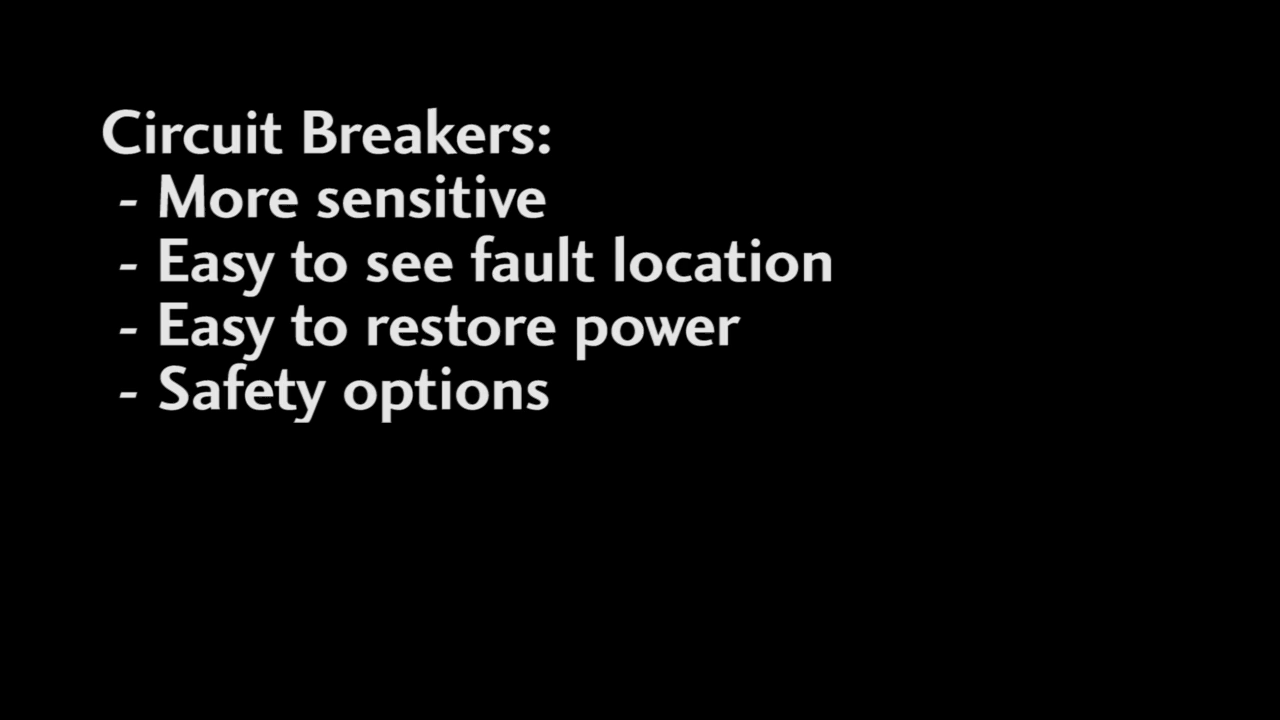 Circuit Breakers:
- More sensitive
- Easy to see fault location
- Easy to restore power
- Safety options